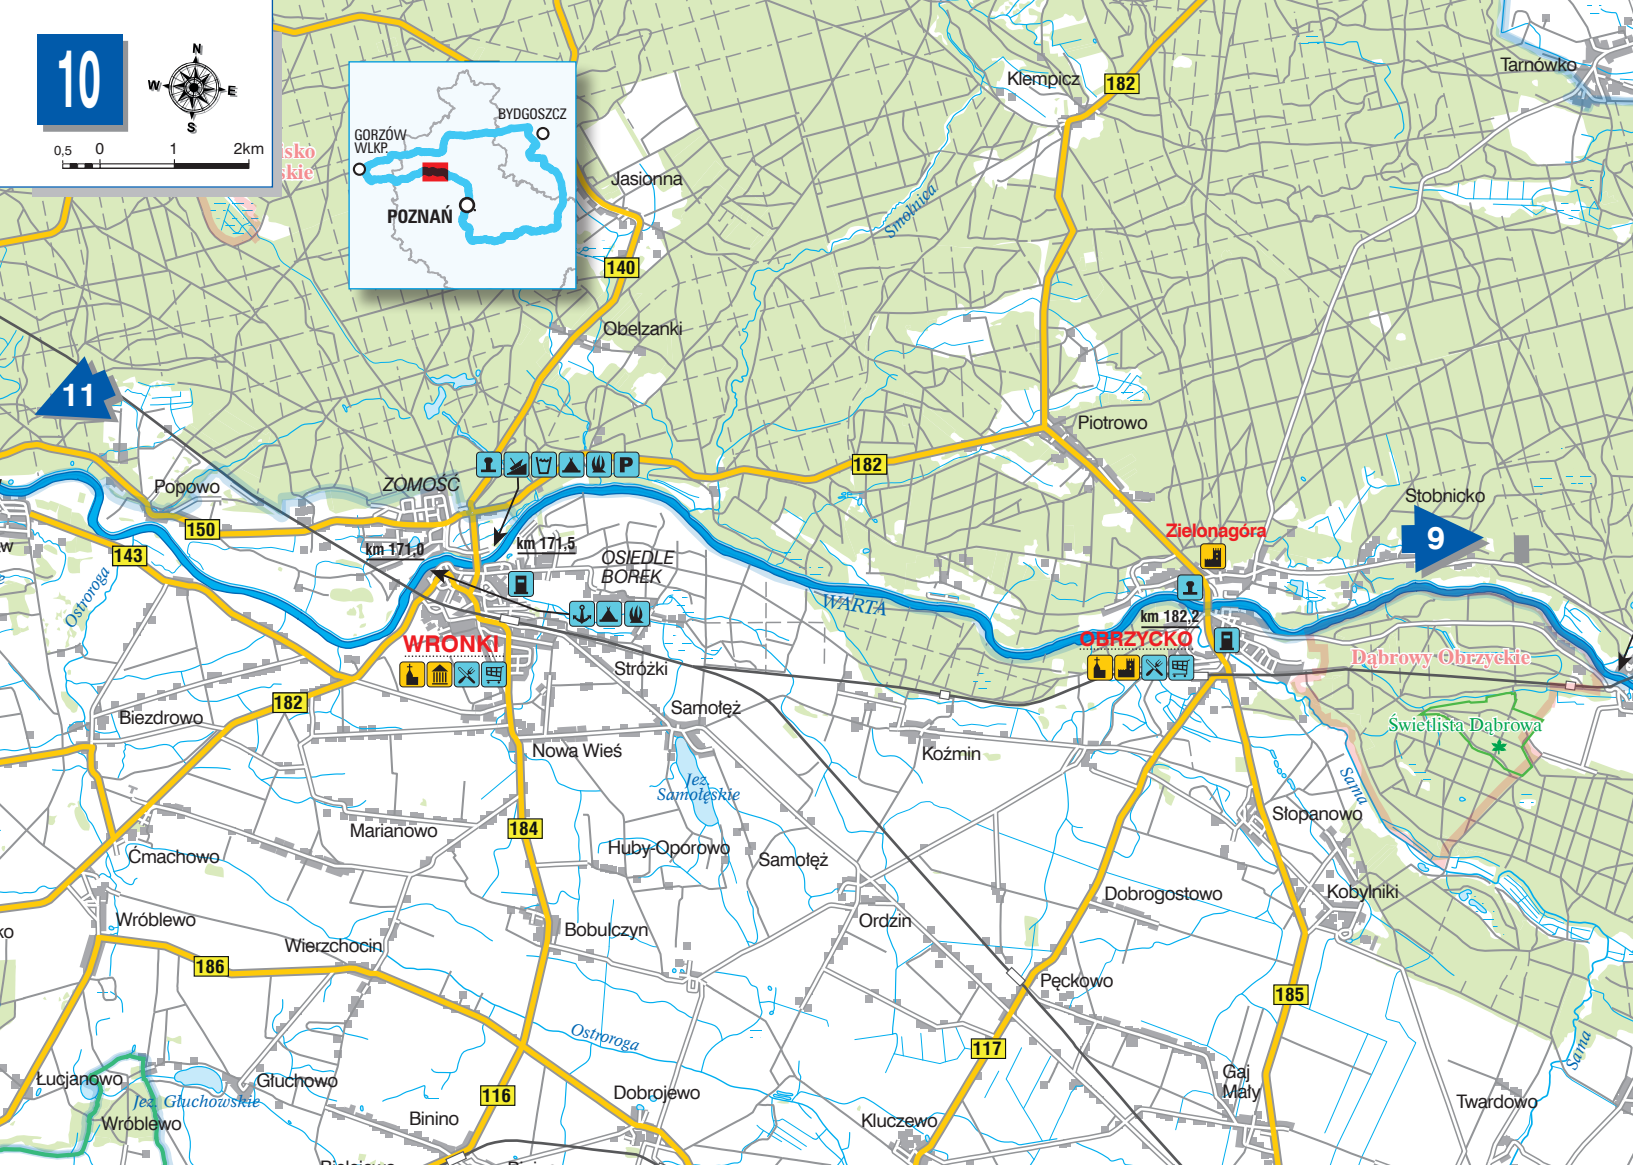 10
N
W
E
S
0,5 0 1 2km
isko
skie
GORZÓW
WLKP.
BYDGOSZCZ
POZNAŃ
Klempicz
182
Tarnówko
Jasionna
Smolnica
140
Obelzanki
11
Piotrowo
182
P
ZOMOŚĆ
Popowo
Stobnicko
150
143
km 171,0
km 171,5
Zielonagóra
9
OSIEDLE
BOREK
Ostroroga
WARTA
km 182,2
WRONKI
OBRZYCKO
Dąbrowy Obrzyckie
Stróżki
182
Biezdrowo
Samołęż
Świetlista Dąbrowa
Nowa Wieś
Koźmin
Jez.
Samołęskie
Sama
Marianowo
184
Słopanowo
Ćmachowo
Huby-Oporowo
Samołęż
Wróblewo
Dobrogostowo
Kobylniki
Ordzin
Bobulczyn
Wierzchocin
186
Pęckowo
185
Ostroroga
117
Sama
Łucjanowo
Głuchowo
Jez. Głuchowskie
Wróblewo
116
Dobrojewo
Gaj
Mały
Twardowo
Binino
Kluczewo